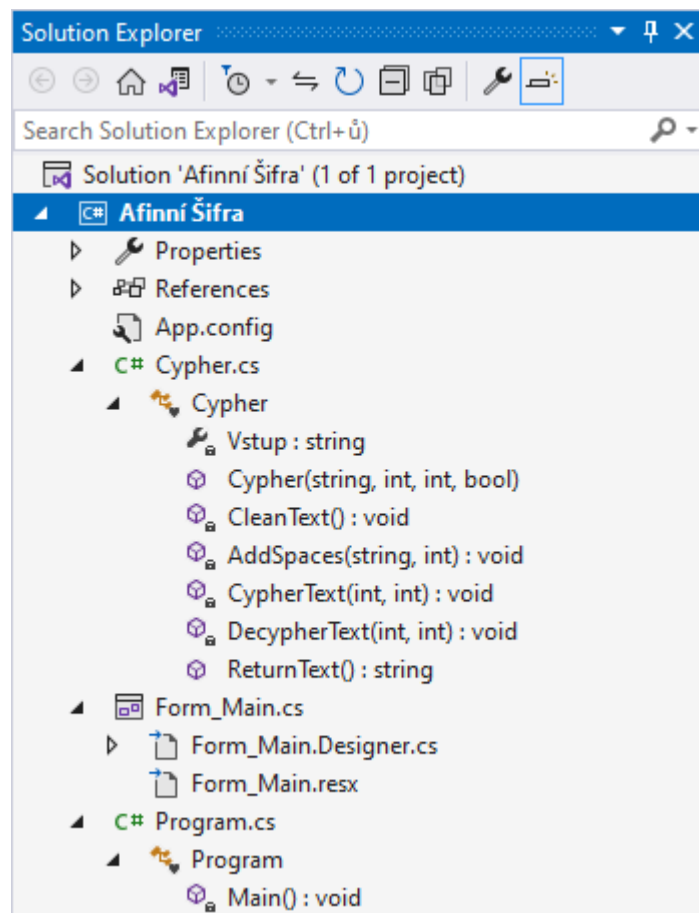 Solution Explorer
Search Solution Explorer (Ctrl+ů)
Solution 'Afinní Šifra' (1 of 1 project)
C# Afinní Šifra
Properties
References
App.config
C# Cypher.cs
Cypher
Vstup : string
Cypher(string, int, int, bool)
CleanText() : void
AddSpaces(string, int) : void
CypherText(int, int) : void
DecypherText(int, int) : void
ReturnText() : string
Form_Main.cs
Form_Main.Designer.cs
Form_Main.resx
C# Program.cs
Program
Main() : void